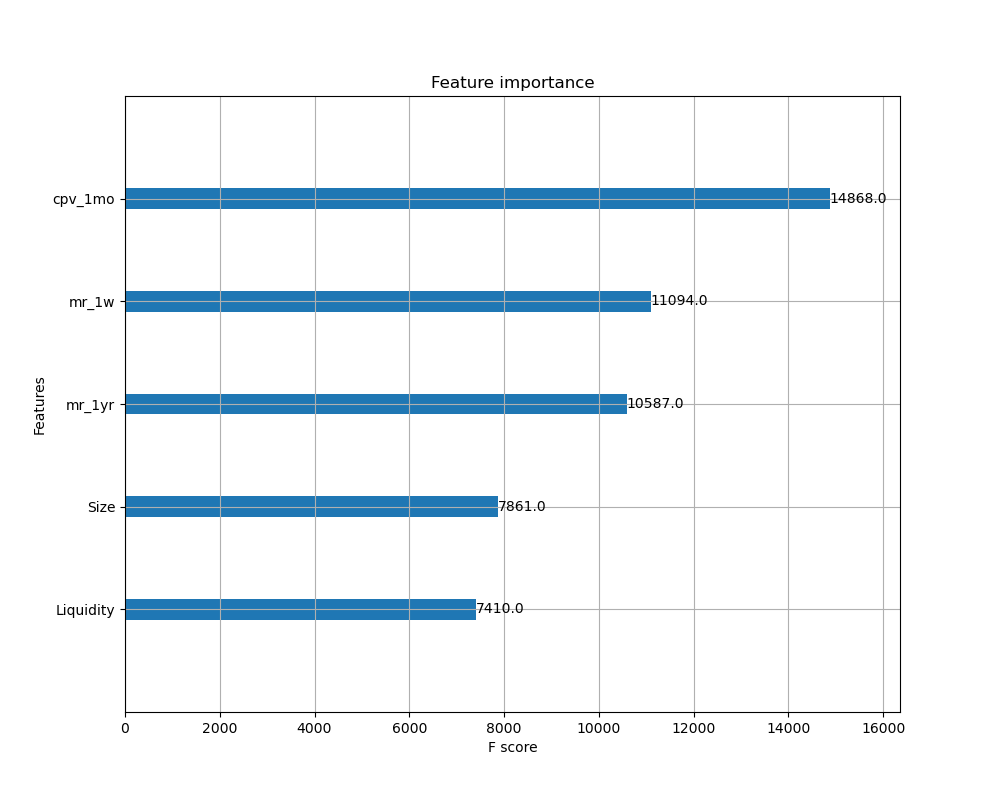 Feature importance
cpv_1mo
14868.0
mr_1w
11094.0
mr_1yr
10587.0
Size
7861.0
Liquidity
7410.0
Features
0 2000 4000 6000 8000 10000 12000 14000 16000
F score